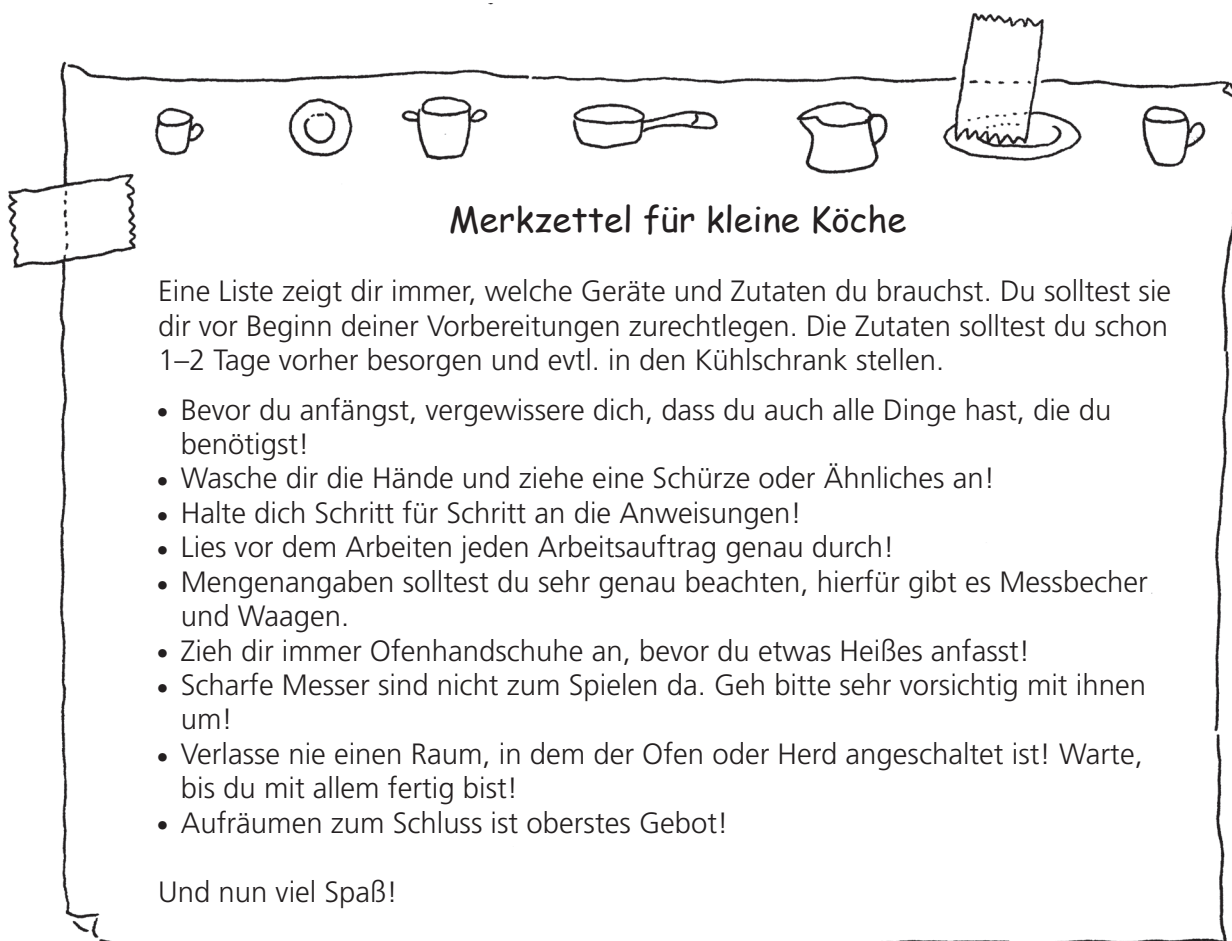 Merkzettel für kleine Köche
Eine Liste zeigt dir immer, welche Geräte und Zutaten du brauchst. Du solltest sie
dir vor Beginn deiner Vorbereitungen zurechtlegen. Die Zutaten solltest du schon
1–2 Tage vorher besorgen und evtl. in den Kühlschrank stellen.
• Bevor du anfängst, vergewissere dich, dass du auch alle Dinge hast, die du
benötigst!
• Wasche dir die Hände und ziehe eine Schürze oder Ähnliches an!
• Halte dich Schritt für Schritt an die Anweisungen!
• Lies vor dem Arbeiten jeden Arbeitsauftrag genau durch!
• Mengenangaben solltest du sehr genau beachten, hierfür gibt es Messbecher
und Waagen.
• Zieh dir immer Ofenhandschuhe an, bevor du etwas Heißes anfasst!
• Scharfe Messer sind nicht zum Spielen da. Geh bitte sehr vorsichtig mit ihnen
um!
• Verlasse nie einen Raum, in dem der Ofen oder Herd angeschaltet ist! Warte,
bis du mit allem fertig bist!
• Aufräumen zum Schluss ist oberstes Gebot!
Und nun viel Spaß!